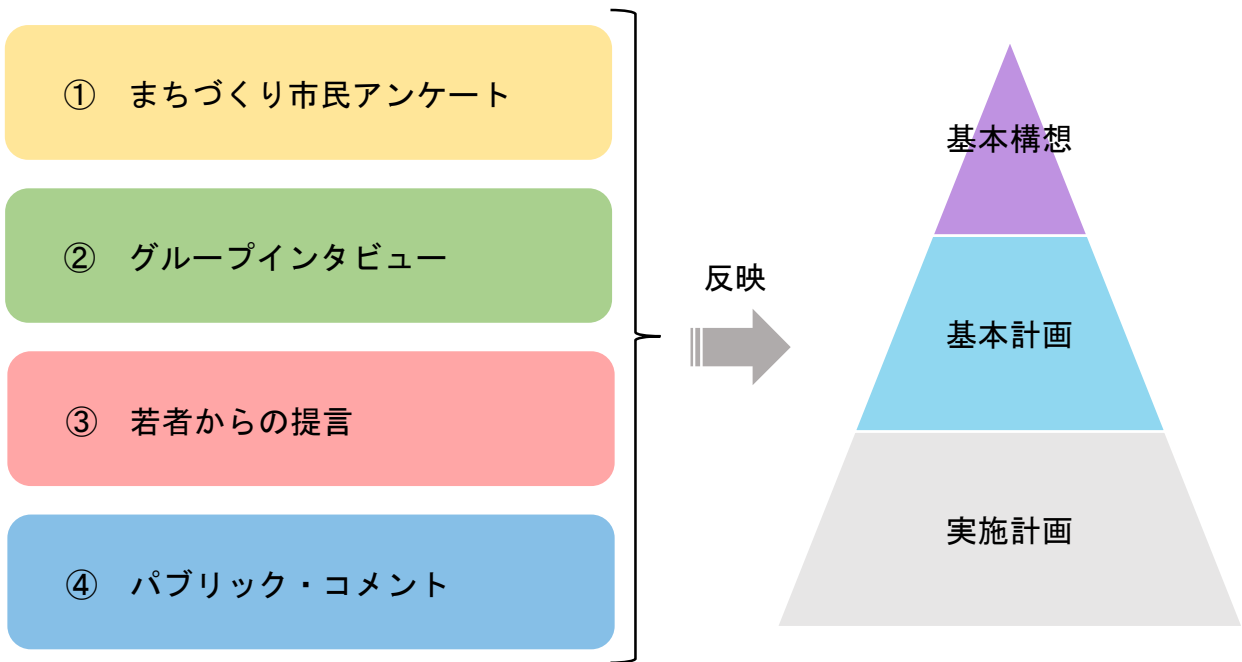 ① まちづくり市民アンケート
② グループインタビュー
③ 若者からの提言
④ パブリック・コメント
反映
基本構想
基本計画
実施計画